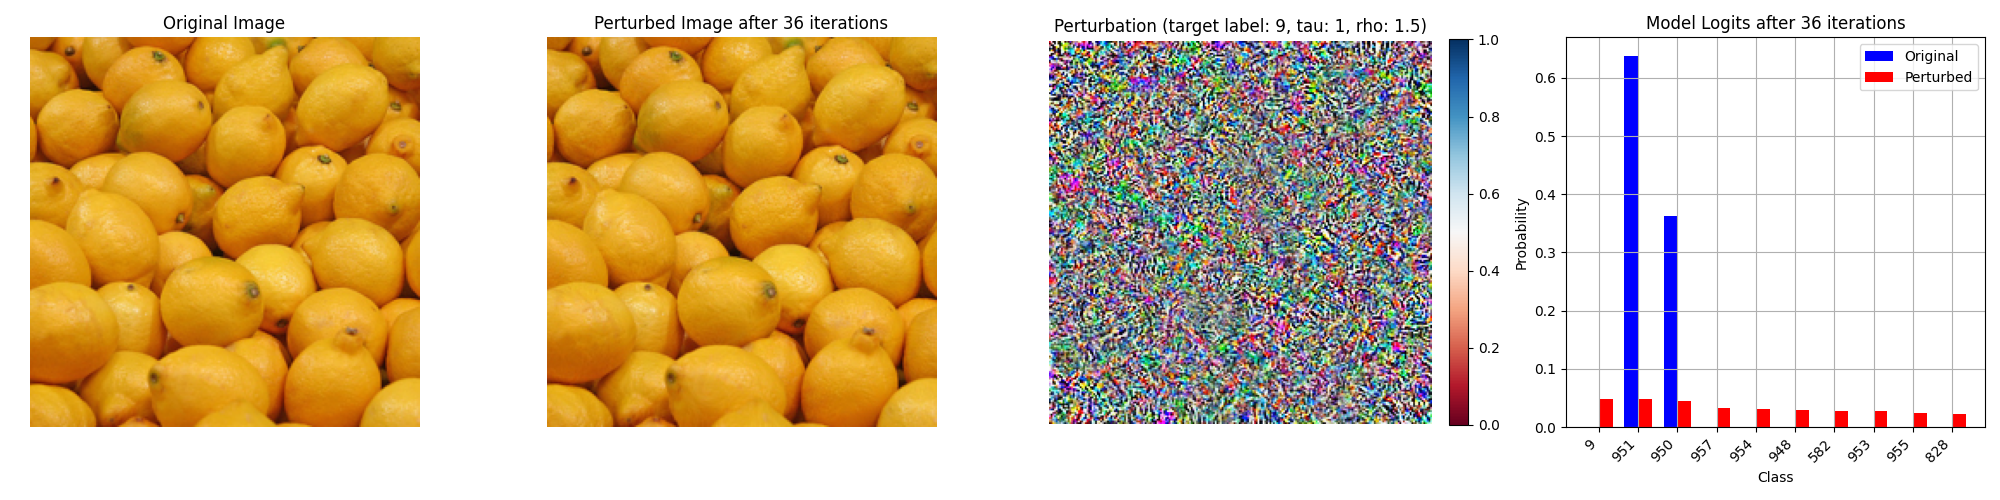 Original Image
Perturbed Image after 36 iterations
Perturbation (target label: 9, tau: 1, rho: 1.5)
1.0
0.8
0.6
0.4
0.2
0.0
Model Logits after 36 iterations
Original
Perturbed
Probability
0.6
0.5
0.4
0.3
0.2
0.1
0.0
9
951
950
957
954
948
582
953
955
828
Class